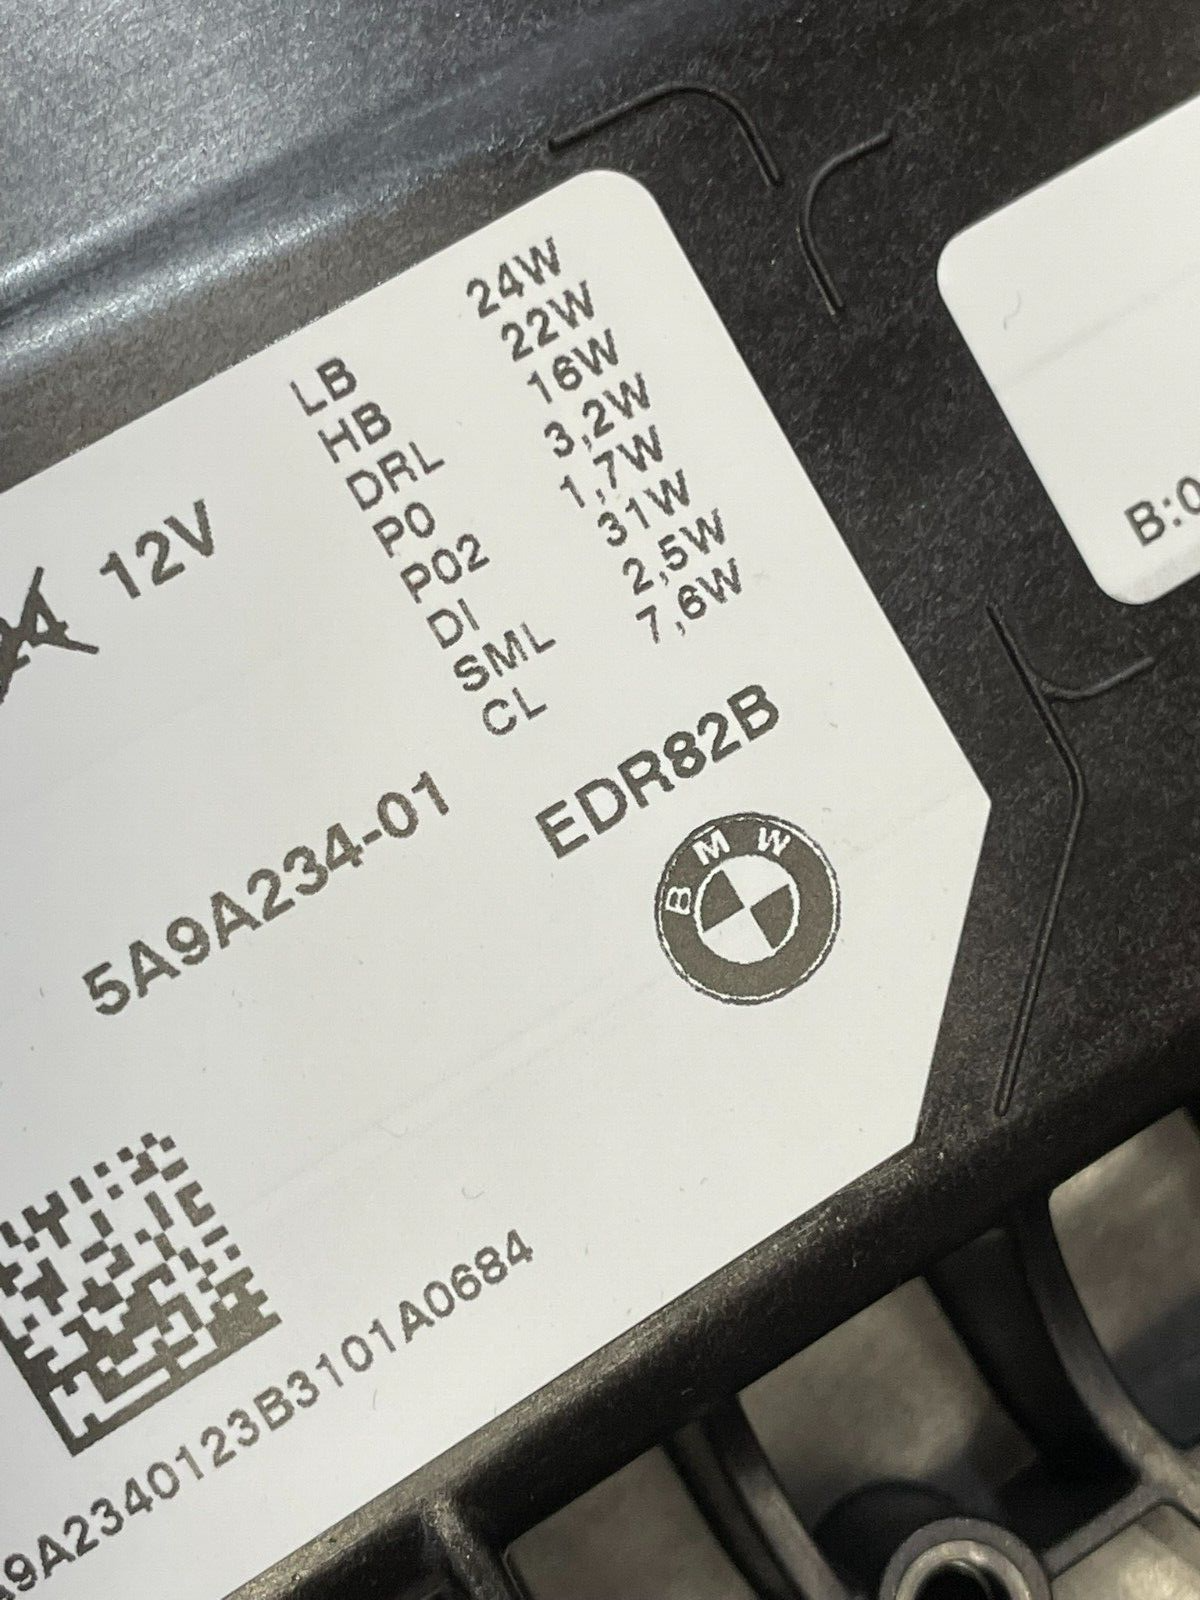 LB 24W
HB 22W
DRL 16W
P0 3,2W
P02 1,7W
DI 31W
SML 2,5W
CL 7,6W
12V
5A9A234-01
EDR82B
BMW
A9A2340123B3101A0684
B:0